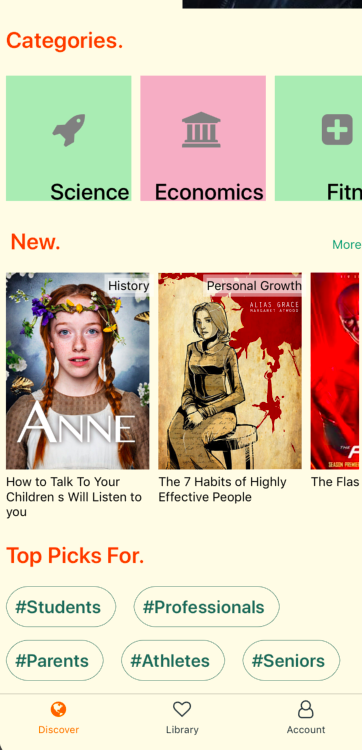 Categories.
Science
Economics
Fitn
New.
More
History
Personal Growth
ALIAS GRACE
MARGARET ATWOOD
ANNE
F
SEASON PREMIE
How to Talk To Your
Children s Will Listen to
you
The 7 Habits of Highly
Effective People
The Flas
Top Picks For.
#Students
#Professionals
#Parents
#Athletes
#Seniors
Discover
Library
Account